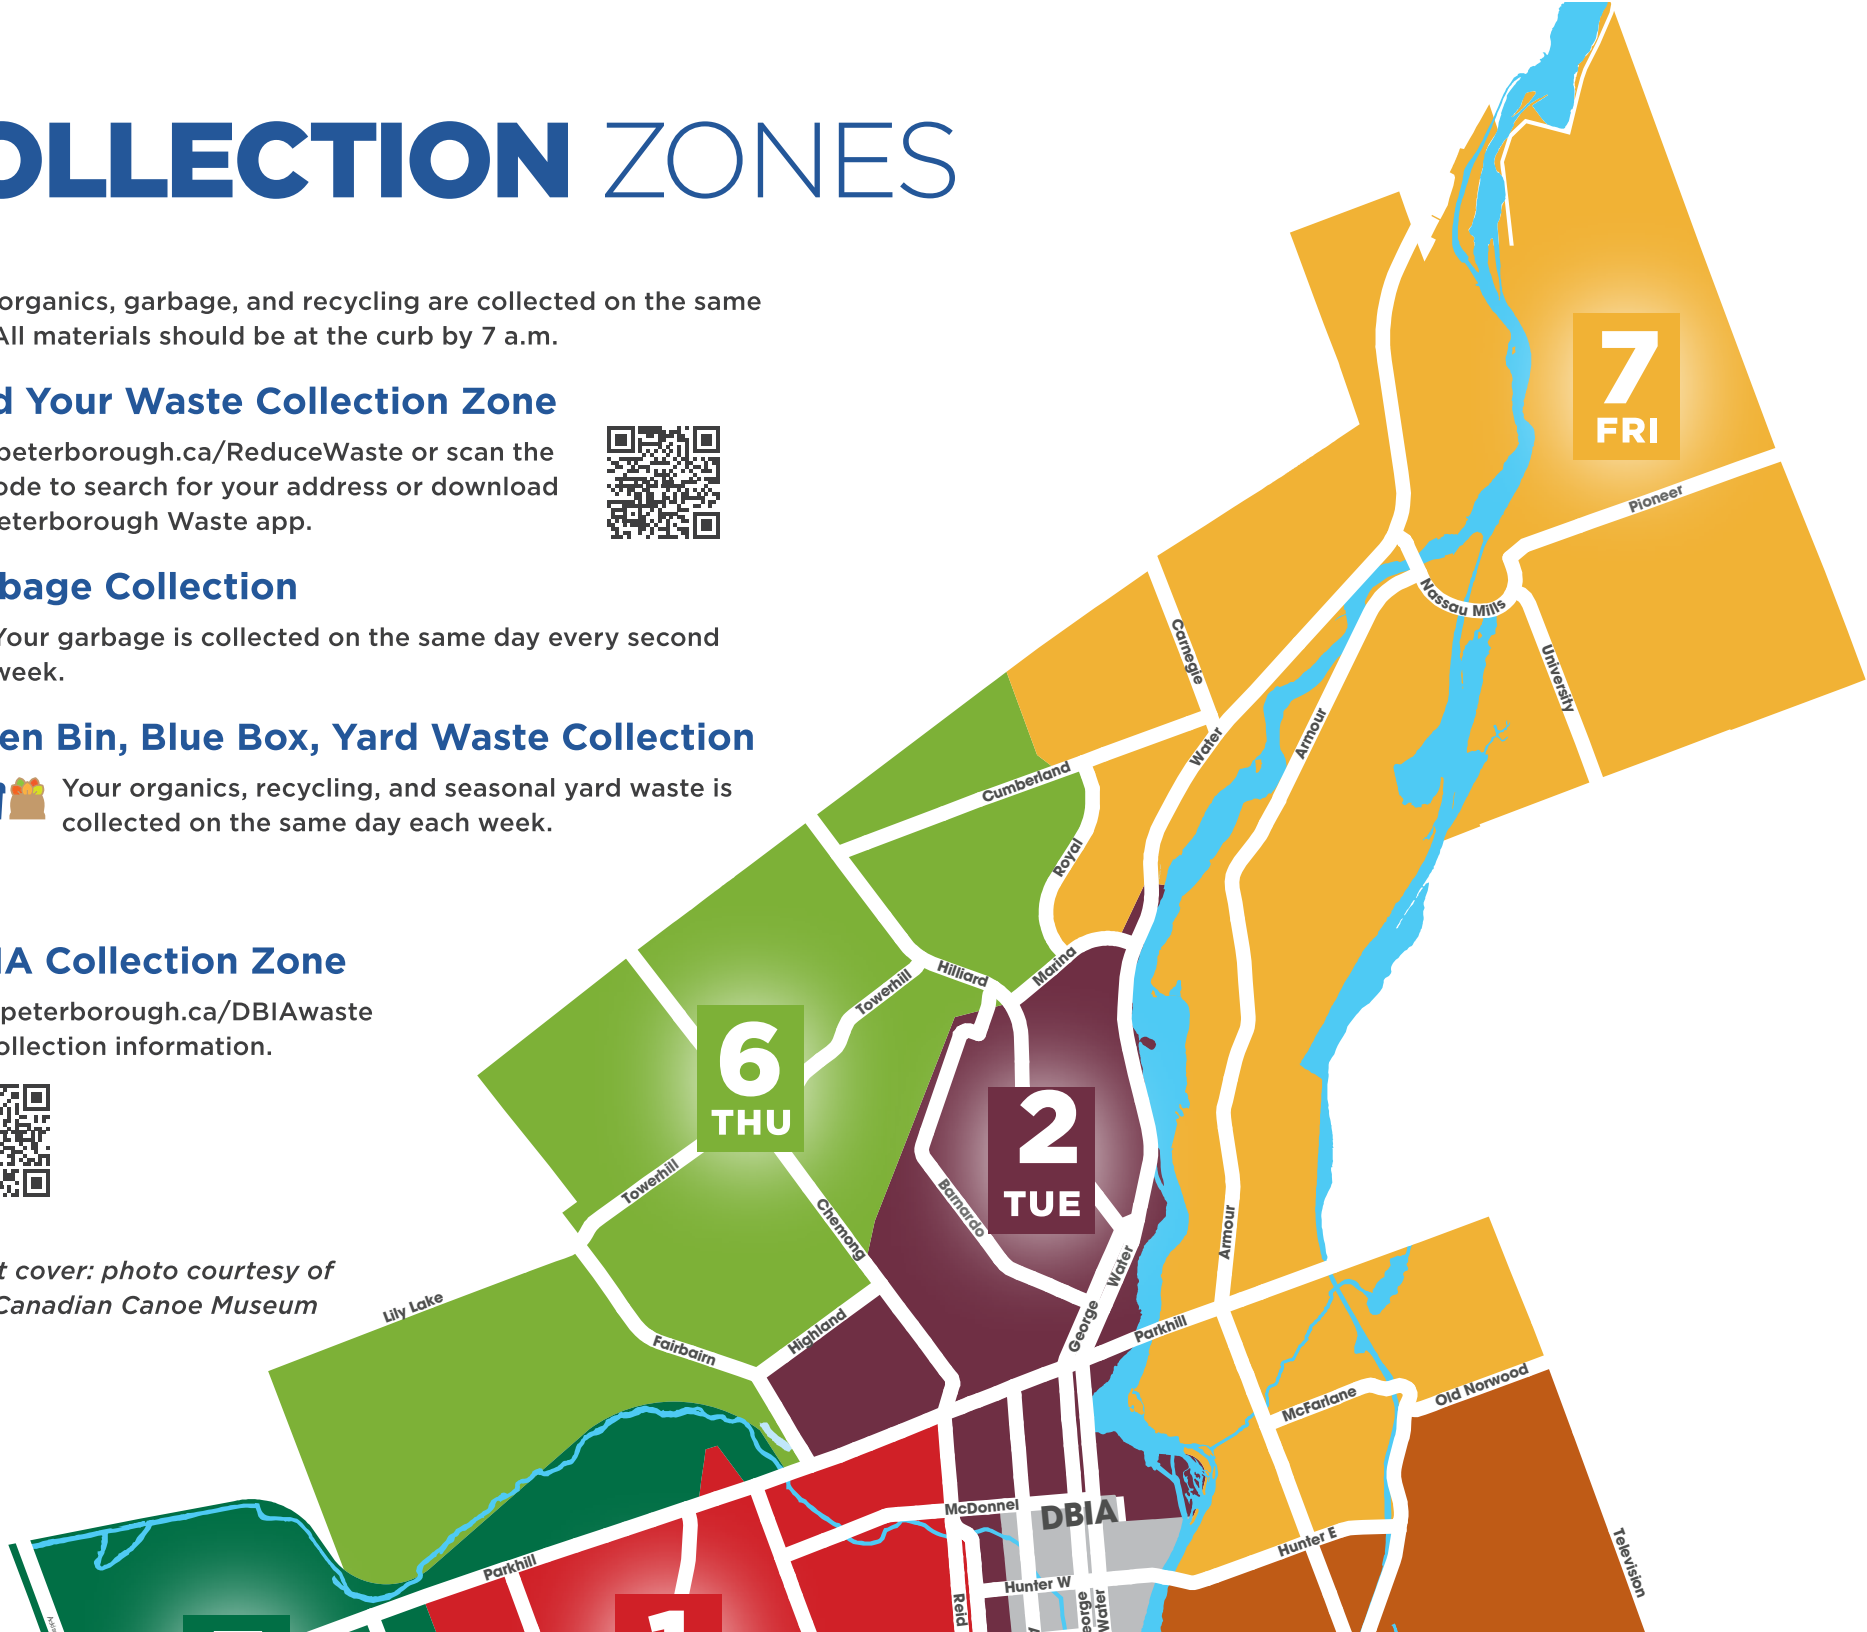 OLLECTION ZONES
organics, garbage, and recycling are collected on the same
All materials should be at the curb by 7 a.m.
d Your Waste Collection Zone
peterborough.ca/ReduceWaste or scan the
ode to search for your address or download
eterborough Waste app.
bage Collection
Your garbage is collected on the same day every second
week.
en Bin, Blue Box, Yard Waste Collection
Your organics, recycling, and seasonal yard waste is
collected on the same day each week.
IA Collection Zone
peterborough.ca/DBIAwaste
ollection information.
t cover: photo courtesy of
Canadian Canoe Museum
7
FRI
Pioneer
Nassau Mills
University
Carnegie
Water
Armour
Cumberland
Royal
Marina
Hilliard
Towerhill
6
THU
2
TUE
Towerhill
Chemong
Barnardo
Water
Armour
George
Parkhill
Lily Lake
Fairbairn
Highland
McFarlane
Old Norwood
McDonnel
DBIA
Hunter E
Television
Parkhill
Hunter W
Reid
eorge
Water
1